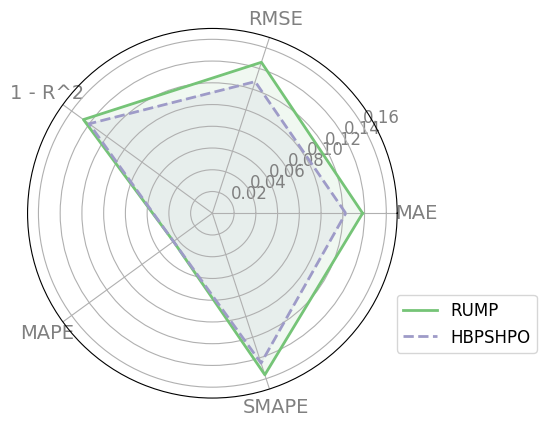 RMSE
1 - R^2
0.16
0.14
0.12
0.10
0.08
0.06
0.04
0.02
MAE
MAPE
SMAPE
RUMP
HBPSHPO